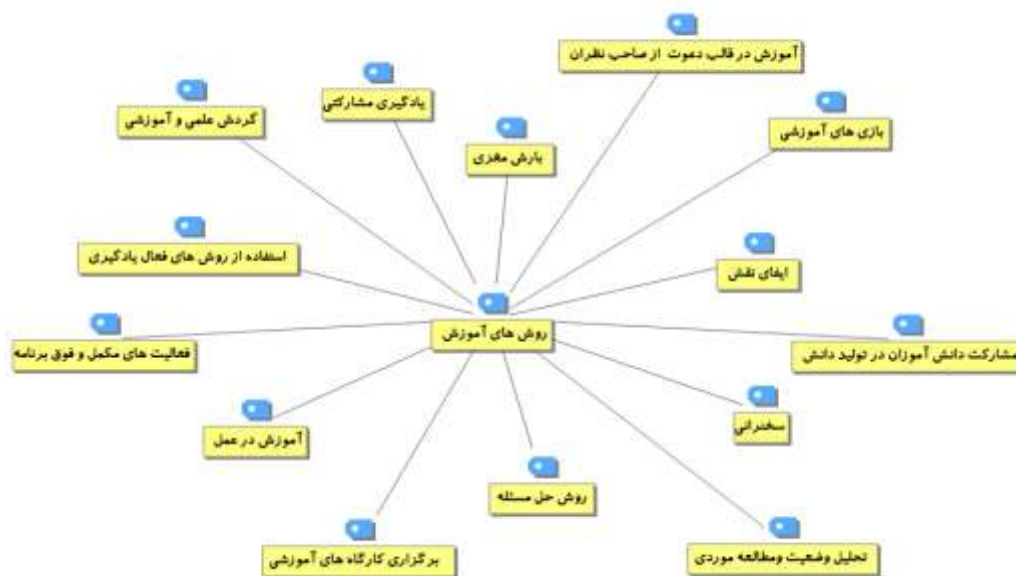 آموزش در قالب دعوت از صاحب نظران
یادگیری مشارکتی
گردش علمی و آموزشی
بازی های آموزشی
بارش مغزی
استفاده از روش های فعال یادگیری
ایفای نقش
روش های آموزش
فعالیت های مکمل و فوق برنامه
مشارکت دانش آموزان در تولید دانش
سخنرانی
آموزش در عمل
روش حل مسئله
تحلیل وضعیت ومطالعه موردی
برگزاری کارگاه های آموزشی